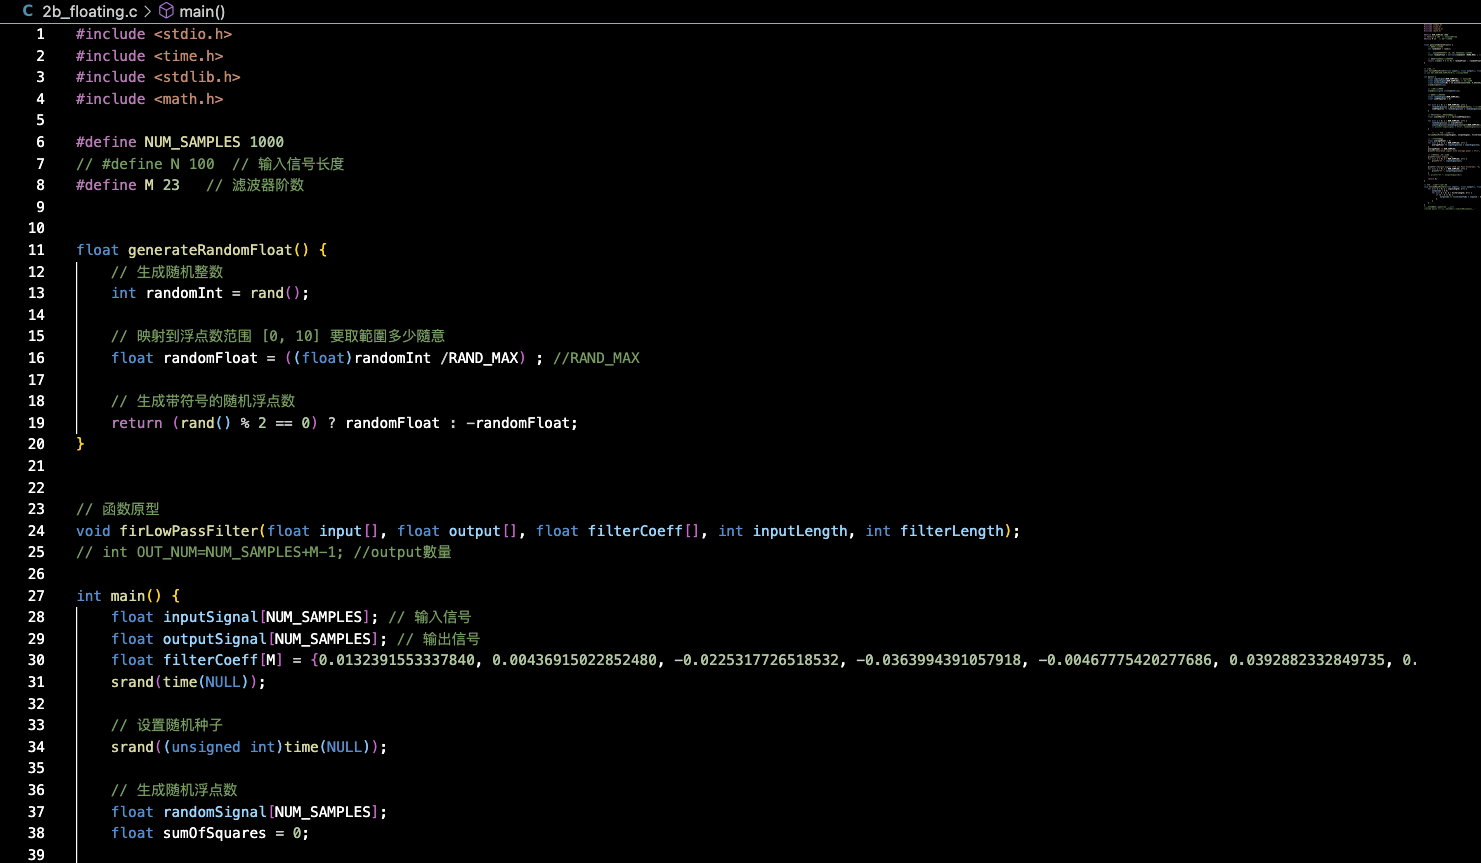 C 2b_floating.c > main()
1 #include <stdio.h>
2 #include <time.h>
3 #include <stdlib.h>
4 #include <math.h>
5
6 #define NUM_SAMPLES 1000
7 // #define N 100  // 输入信号长度
8 #define M 23   // 滤波器阶数
9
10
11 float generateRandomFloat() {
12     // 生成随机整数
13     int randomInt = rand();
14
15     // 映射到浮点数范围 [0, 10] 要取範圍多少隨意
16     float randomFloat = ((float)randomInt /RAND_MAX) ; //RAND_MAX
17
18     // 生成带符号的随机浮点数
19     return (rand() % 2 == 0) ? randomFloat : -randomFloat;
20 }
21
22
23 // 函数原型
24 void firLowPassFilter(float input[], float output[], float filterCoeff[], int inputLength, int filterLength);
25 // int OUT_NUM=NUM_SAMPLES+M-1; //output數量
26
27 int main() {
28     float inputSignal[NUM_SAMPLES]; // 输入信号
29     float outputSignal[NUM_SAMPLES]; // 输出信号
30     float filterCoeff[M] = {0.0132391553337840, 0.00436915022852480, -0.0225317726518532, -0.0363994391057918, -0.00467775420277686, 0.0392882332849735, 0.
31     srand(time(NULL));
32
33     // 设置随机种子
34     srand((unsigned int)time(NULL));
35
36     // 生成随机浮点数
37     float randomSignal[NUM_SAMPLES];
38     float sumOfSquares = 0;
39